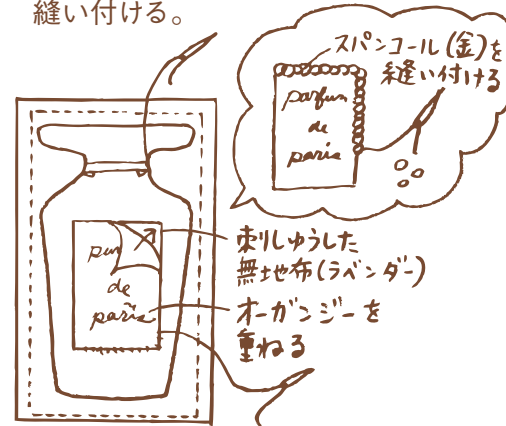 縫い付ける。
スパンコール(金)を
縫い付ける
parfum
de
paris
刺しゅうした
無地布(ラベンダー)
オーガンジーを
重ねる
par
de
paris